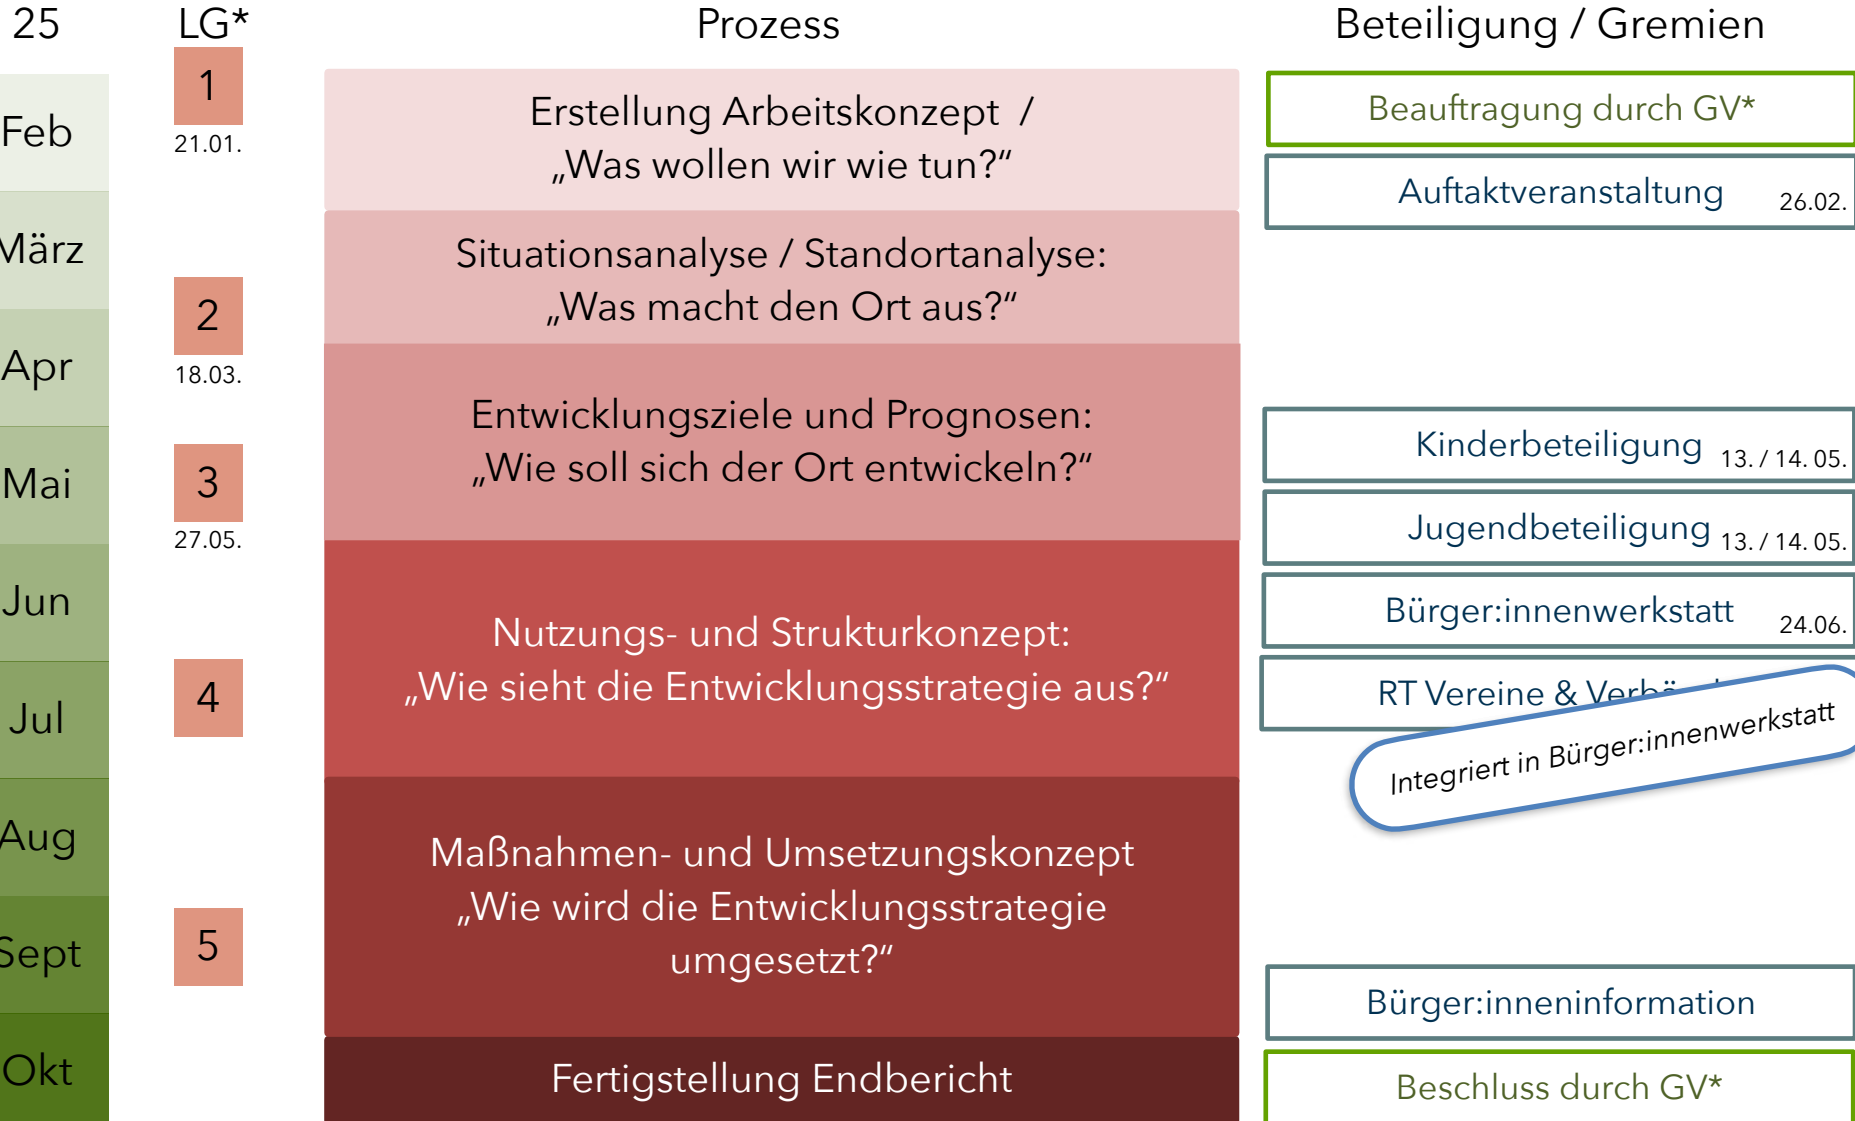 25
LG*
Prozess
Beteiligung / Gremien
Feb
März
Apr
Mai
Jun
Jul
Aug
Sept
Okt
1
21.01.
2
18.03.
3
27.05.
4
5
Erstellung Arbeitskonzept /
„Was wollen wir wie tun?“
Situationsanalyse / Standortanalyse:
„Was macht den Ort aus?“
Entwicklungsziele und Prognosen:
„Wie soll sich der Ort entwickeln?“
Nutzungs- und Strukturkonzept:
„Wie sieht die Entwicklungsstrategie aus?“
Maßnahmen- und Umsetzungskonzept
„Wie wird die Entwicklungsstrategie
umgesetzt?“
Fertigstellung Endbericht
Beauftragung durch GV*
Auftaktveranstaltung 26.02.
Kinderbeteiligung 13. / 14. 05.
Jugendbeteiligung 13. / 14. 05.
Bürger:innenwerkstatt 24.06.
RT Vereine &
Integriert in Bürger:innenwerkstatt
Bürger:inneninformation
Beschluss durch GV*